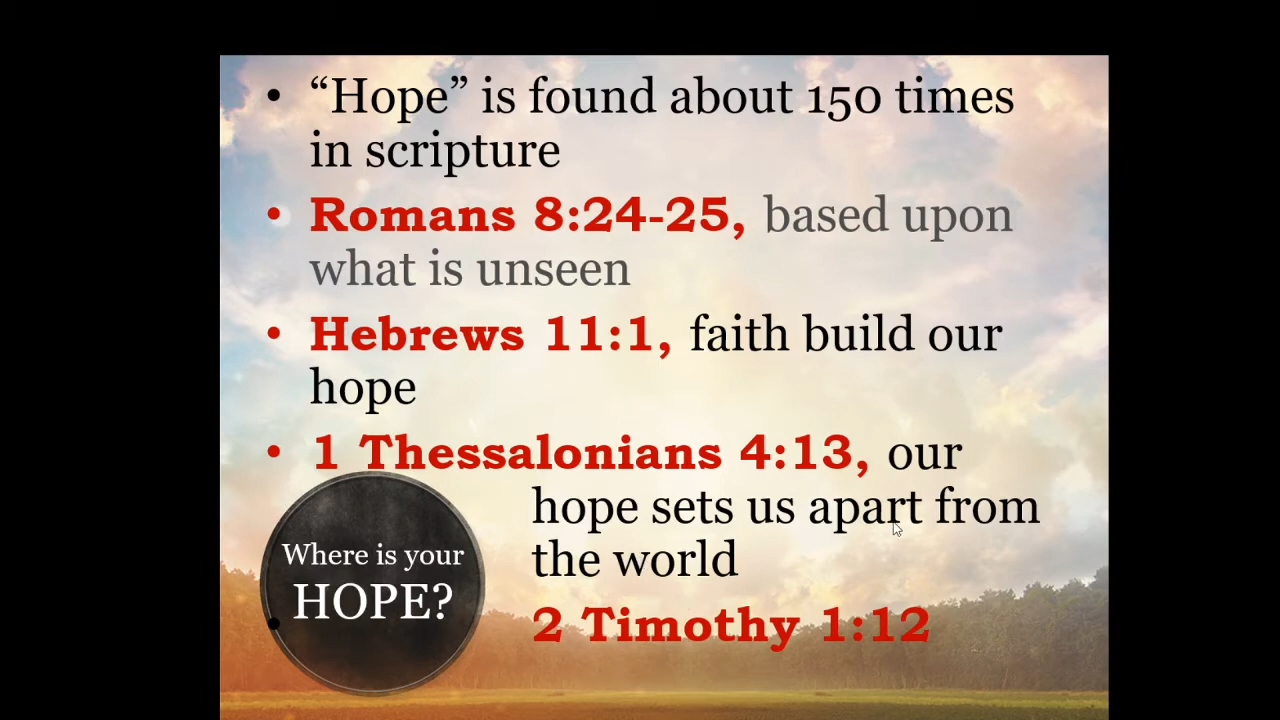 • “Hope” is found about 150 times
in scripture
• Romans 8:24-25, based upon
what is unseen
• Hebrews 11:1, faith build our
hope
• 1 Thessalonians 4:13, our
hope sets us apart from
the world
• 2 Timothy 1:12
Where is your
HOPE?